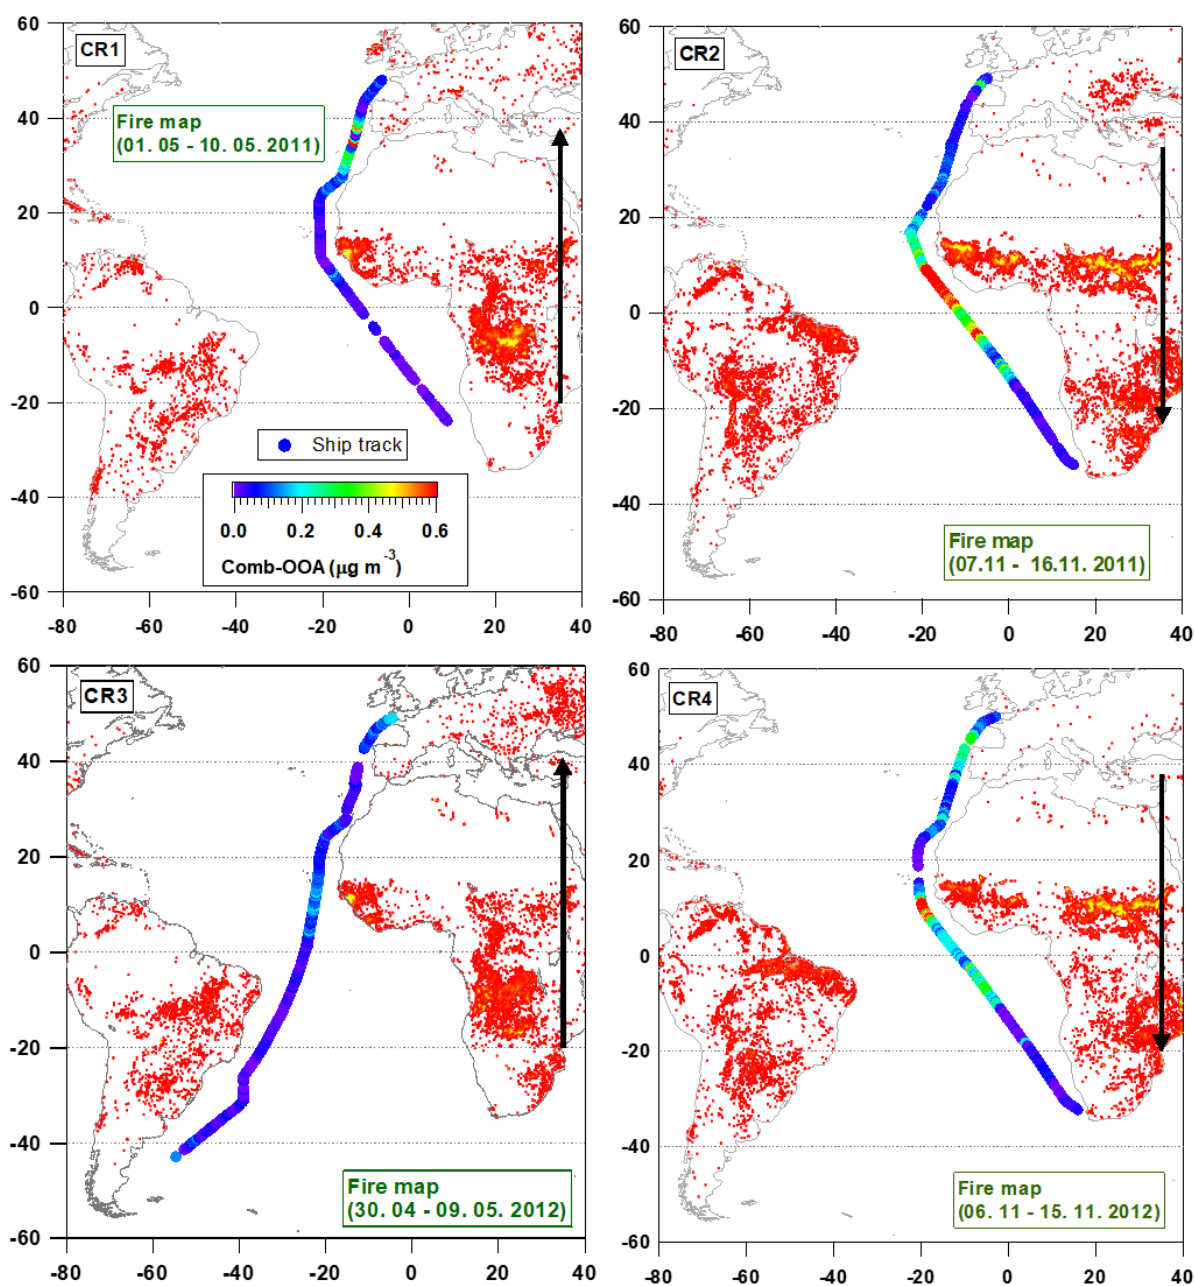 60
40
20
0
-20
-40
-60
CR1
Fire map
(01. 05 - 10. 05. 2011)
Ship track
0.0 0.2 0.4 0.6
Comb-OOA (µg m-3)
-80 -60 -40 -20 0 20 40
60
40
20
0
-20
-40
-60
CR2
Fire map
(07.11 - 16.11. 2011)
-80 -60 -40 -20 0 20 40
60
40
20
0
-20
-40
-60
CR3
Fire map
(30. 04 - 09. 05. 2012)
-80 -60 -40 -20 0 20 40
60
40
20
0
-20
-40
-60
CR4
Fire map
(06. 11 - 15. 11. 2012)
-80 -60 -40 -20 0 20 40